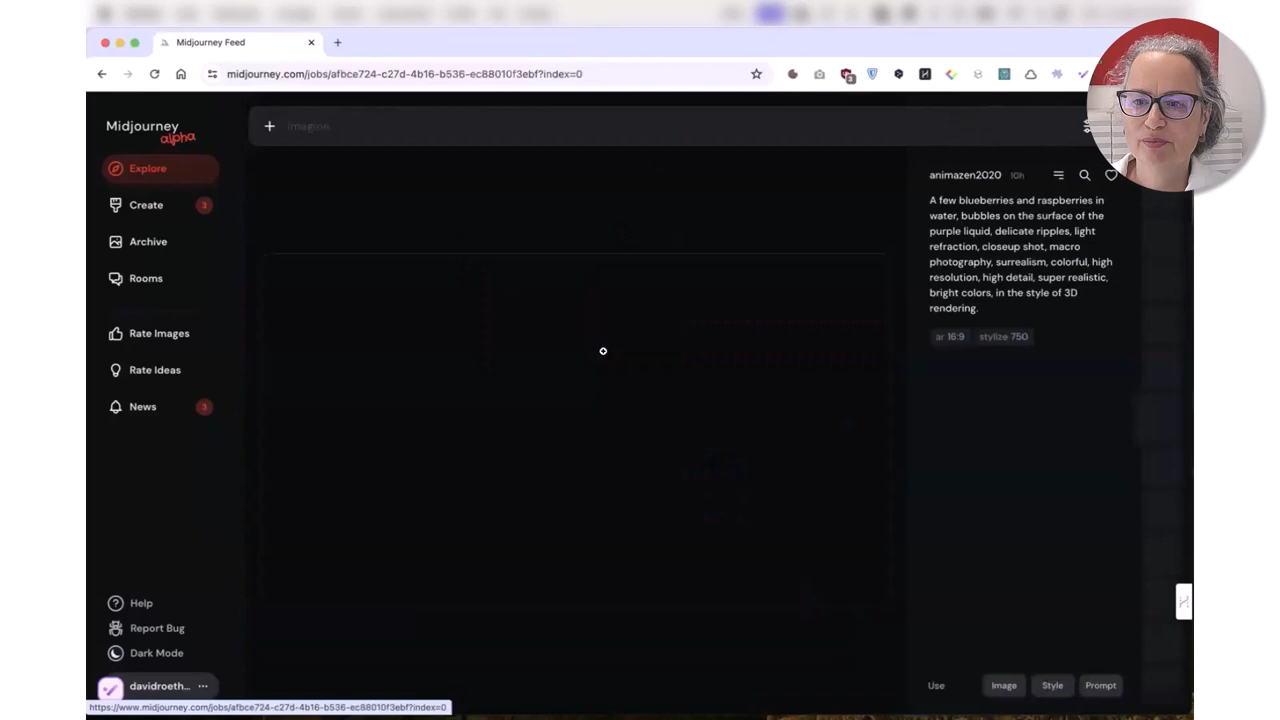 Midjourney Feed
midjourney.com/jobs/afbce724-c27d-4b16-b536-ec88010f3ebf?index=0
Midjourney
alpha
imagine
Explore
Create 3
Archive
Rooms
Rate Images
Rate Ideas
News 3
Help
Report Bug
Dark Mode
davidroeth... ...
animazen2020 10h
A few blueberries and raspberries in
water, bubbles on the surface of the
purple liquid, delicate ripples, light
refraction, closeup shot, macro
photography, surrealism, colorful, high
resolution, high detail, super realistic,
bright colors, in the style of 3D
rendering.
ar 16:9 stylize 750
Use Image Style Prompt
https://www.midjourney.com/jobs/afbce724-c27d-4b16-b536-ec88010f3ebf?index=0